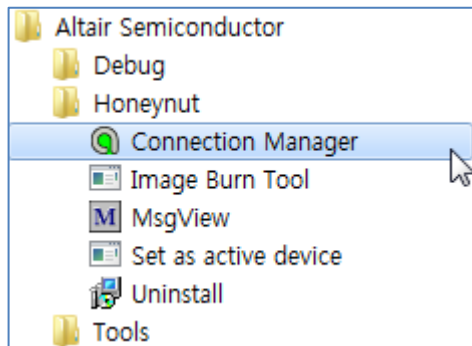 Altair Semiconductor
Debug
Honeynut
Connection Manager
Image Burn Tool
M MsgView
Set as active device
Uninstall
Tools